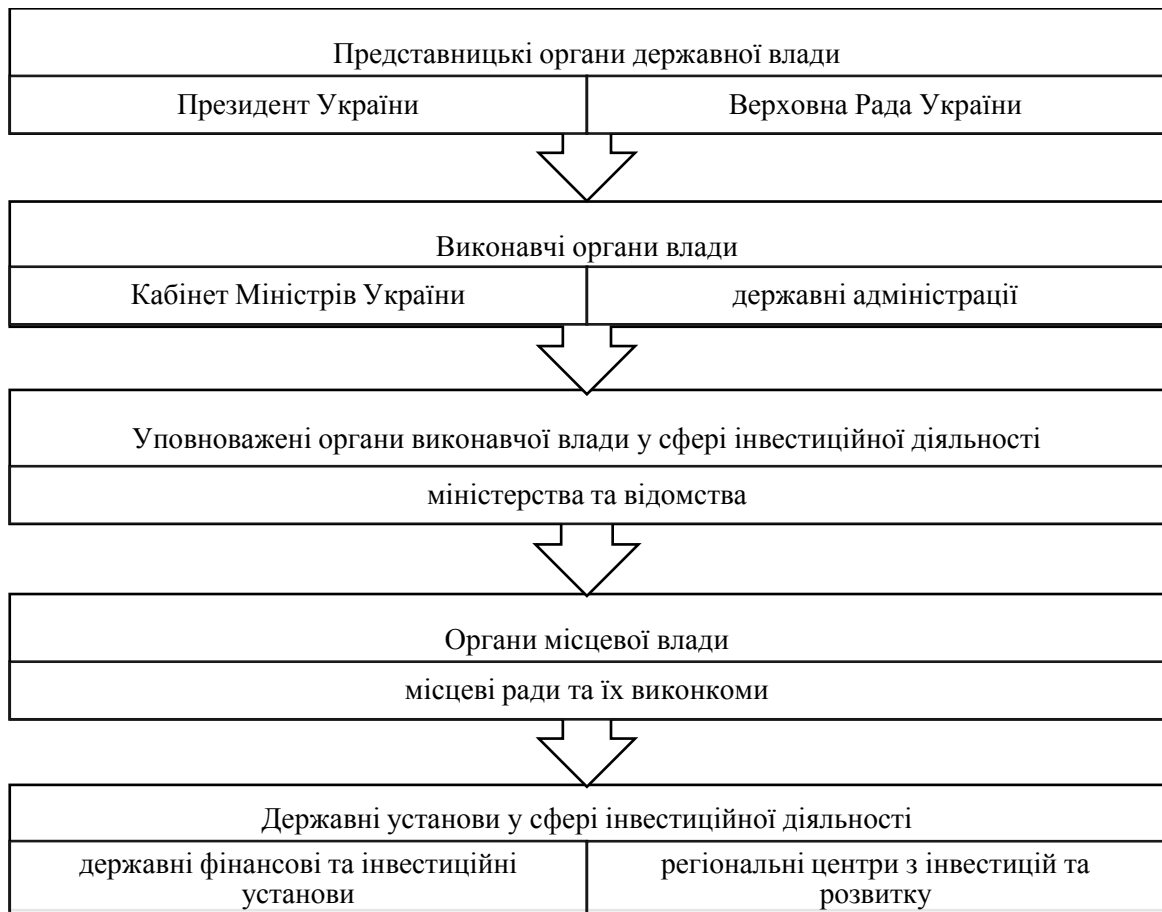 Представницькі органи державної влади
Президент України
Верховна Рада України
Виконавчі органи влади
Кабінет Міністрів України
державні адміністрації
Уповноважені органи виконавчої влади у сфері інвестиційної діяльності
міністерства та відомства
Органи місцевої влади
місцеві ради та їх виконкоми
Державні установи у сфері інвестиційної діяльності
державні фінансові та інвестиційні
установи
регіональні центри з інвестицій та
розвитку